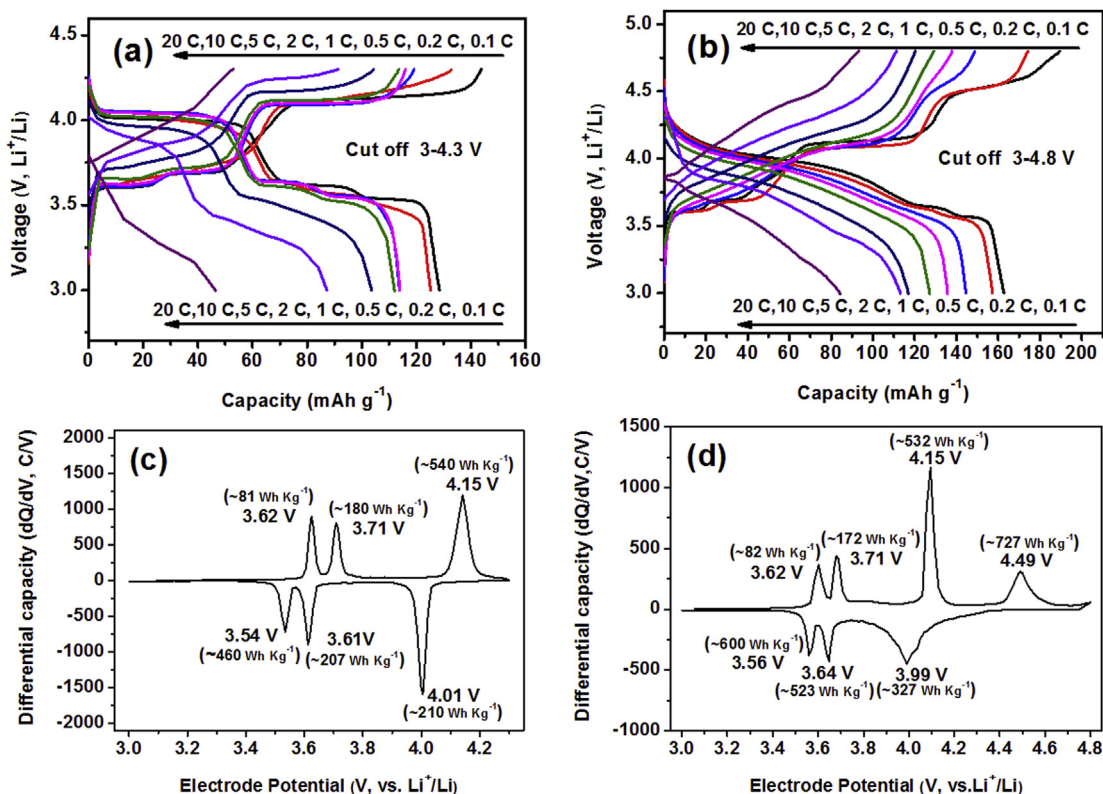 (a)
20 C,10 C,5 C, 2 C, 1 C, 0.5 C, 0.2 C, 0.1 C
4.5
4.0
3.5
3.0
Voltage (V, Li⁺/Li)
Cut off 3-4.3 V
20 C,10 C,5 C, 2 C, 1 C, 0.5 C, 0.2 C, 0.1 C
0 20 40 60 80 100 120 140 160
Capacity (mAh g⁻¹)
(b)
20 C,10 C,5 C, 2 C, 1 C, 0.5 C, 0.2 C, 0.1 C
5.0
4.5
4.0
3.5
3.0
Voltage (V, Li⁺/Li)
Cut off 3-4.8 V
20 C,10 C,5 C, 2 C, 1 C, 0.5 C, 0.2 C, 0.1 C
0 20 40 60 80 100 120 140 160 180 200
Capacity (mAh g⁻¹)
(c)
2000
1500
1000
500
0
-500
-1000
-1500
-2000
Differential capacity (dQ/dV, C/V)
(~540 Wh Kg⁻¹)
4.15 V
(~81 Wh Kg⁻¹)
3.62 V
(~180 Wh Kg⁻¹)
3.71 V
3.54 V
(~460 Wh Kg⁻¹)
3.61V
(~207 Wh Kg⁻¹)
4.01 V
(~210 Wh Kg⁻¹)
3.0 3.2 3.4 3.6 3.8 4.0 4.2
Electrode Potential (V, vs. Li⁺/Li)
(d)
1500
1000
500
0
-500
-1000
Differential capacity (dQ/dV,C/V)
(~532 Wh Kg⁻¹)
4.15 V
(~82 Wh Kg⁻¹)
3.62 V
(~172 Wh Kg⁻¹)
3.71 V
(~727 Wh Kg⁻¹)
4.49 V
(~600 Wh Kg⁻¹)
3.56 V
3.64 V
(~523 Wh Kg⁻¹)
3.99 V
(~327 Wh Kg⁻¹)
3.0 3.2 3.4 3.6 3.8 4.0 4.2 4.4 4.6 4.8
Electrode Potential (V, vs.Li⁺/Li)